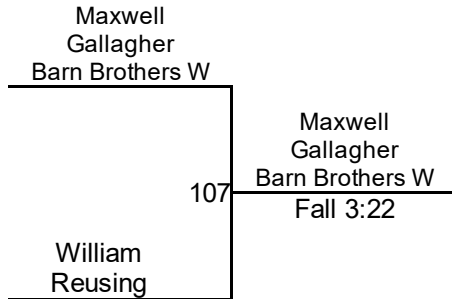 Maxwell
Gallagher
Barn Brothers W
Maxwell
Gallagher
Barn Brothers W
107
Fall 3:22
William
Reusing